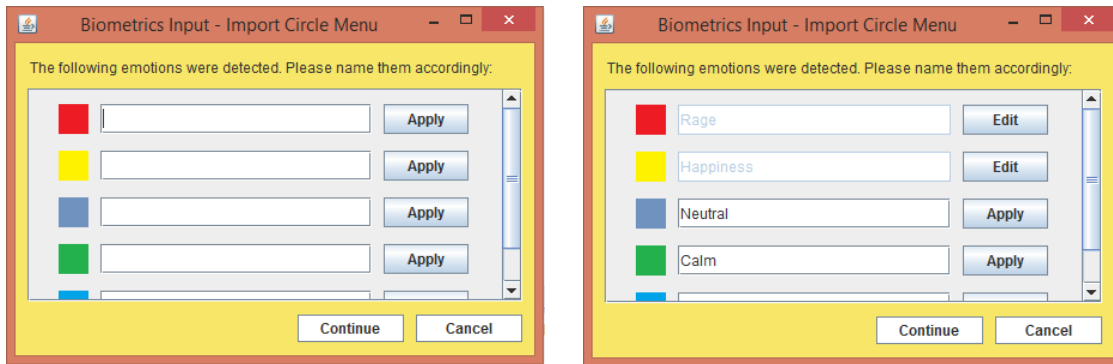 Biometrics Input - Import Circle Menu
The following emotions were detected. Please name them accordingly:
Apply
Apply
Apply
Apply
Continue Cancel
Biometrics Input - Import Circle Menu
The following emotions were detected. Please name them accordingly:
Rage Edit
Happiness Edit
Neutral Apply
Calm Apply
Continue Cancel